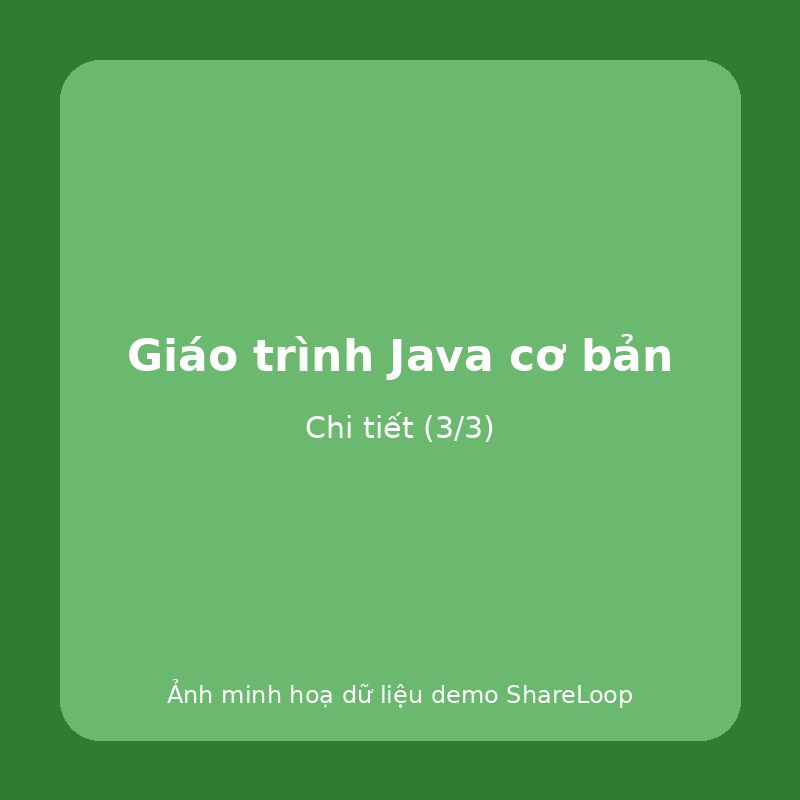 Giáo trình Java cơ bản
Chi tiết (3/3)
Ảnh minh hoạ dữ liệu demo ShareLoop